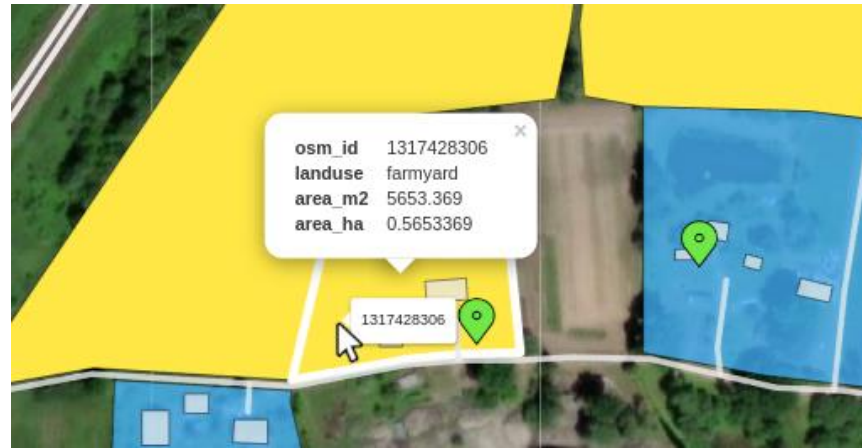 ×
osm_id 1317428306
landuse farmyard
area_m2 5653.369
area_ha 0.5653369
1317428306